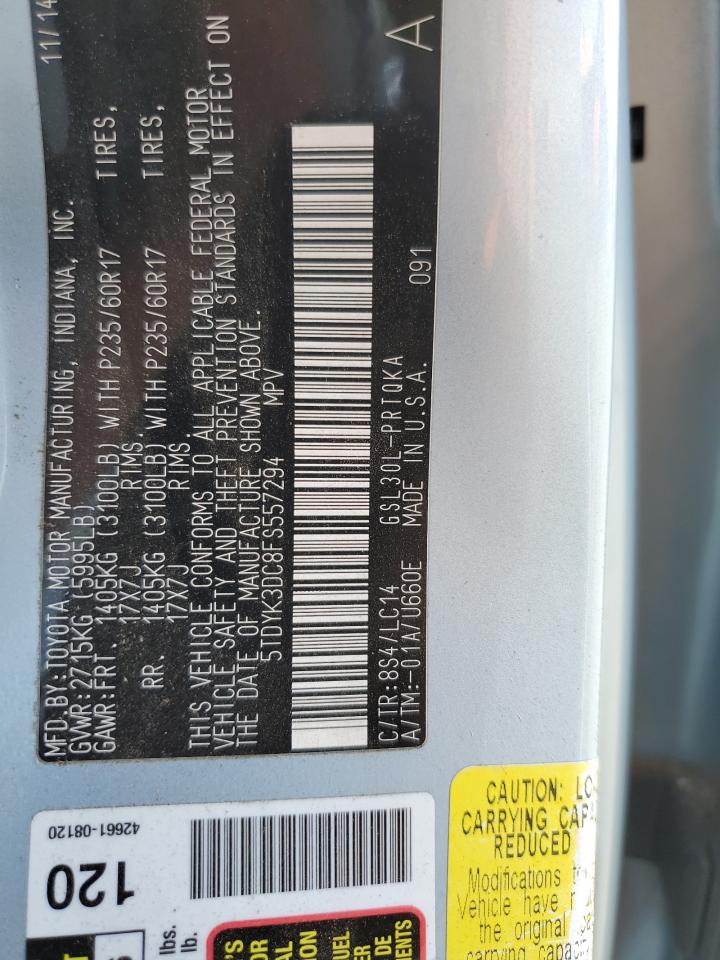 MFD.BY:TOYOTA MOTOR MANUFACTURING, INDIANA, INC. 11/14
GVWR:2715KG (5995LB)
GAWR:FRT. 1405KG (3100LB) WITH P235/60R17 TIRES,
17X7J RIMS.
RR. 1405KG (3100LB) WITH P235/60R17 TIRES,
17X7J RIMS.
THIS VEHICLE CONFORMS TO ALL APPLICABLE FEDERAL MOTOR
VEHICLE SAFETY AND THEFT PREVENTION STANDARDS IN EFFECT ON
THE DATE OF MANUFACTURE SHOWN ABOVE.
5TDYK3DC8FS557294 MPV
C/TR:8S4/LC14 GSL30L-PRTQKA 091 A
A/TM:-01A/U660E MADE IN U.S.A.
42661-08120
120
lbs.
lb.
CAUTION: LO
CARRYING CAP
REDUCED
Modifications
Vehicle have
the original
carrying capaci